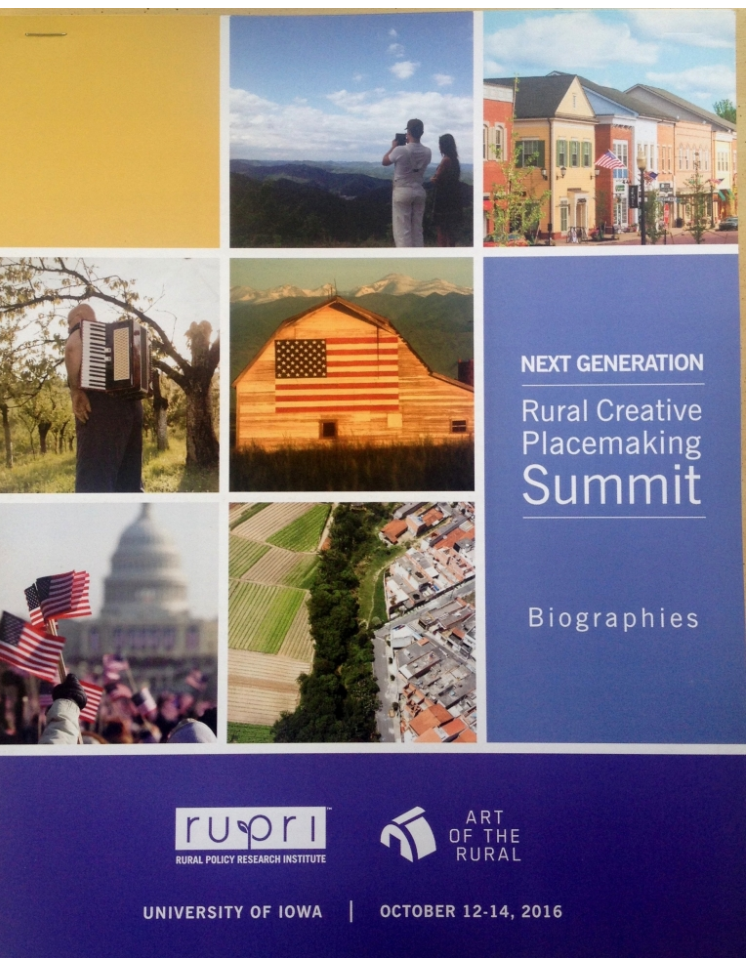 NEXT GENERATION
Rural Creative
Placemaking
Summit
Biographies
rupri™
RURAL POLICY RESEARCH INSTITUTE
ART
OF THE
RURAL
UNIVERSITY OF IOWA | OCTOBER 12-14, 2016